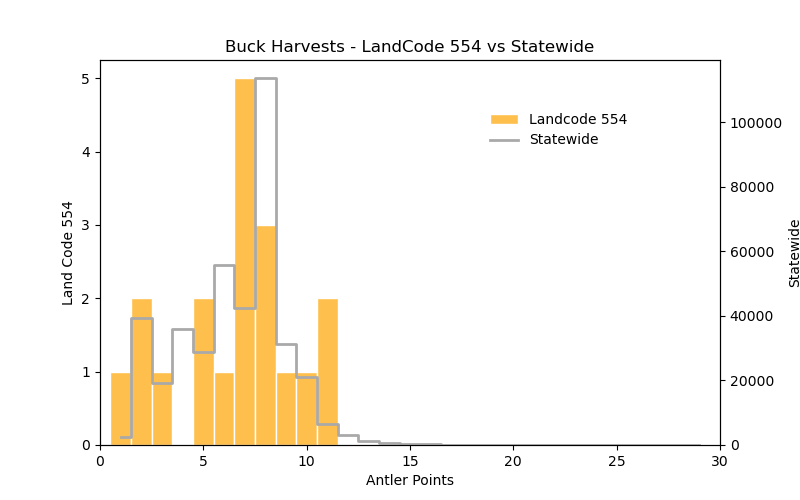 Buck Harvests - LandCode 554 vs Statewide
5
4
3
2
1
0
Land Code 554
Landcode 554
Statewide
100000
80000
60000
40000
20000
0
Statewide
0 5 10 15 20 25 30
Antler Points